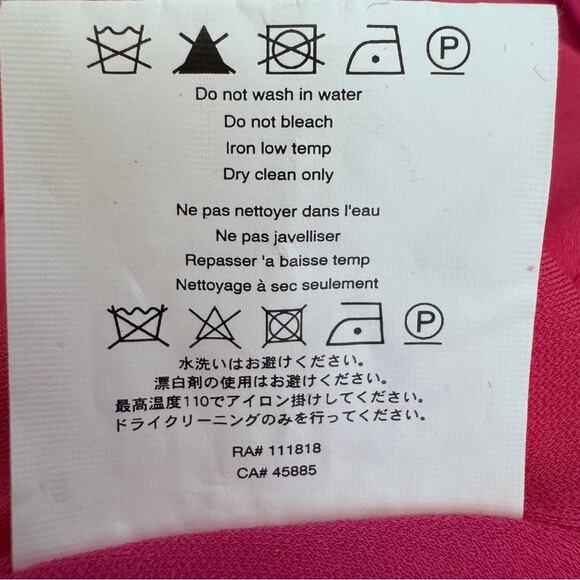 P
Do not wash in water
Do not bleach
Iron low temp
Dry clean only
Ne pas nettoyer dans l'eau
Ne pas javelliser
Repasser 'a baisse temp
Nettoyage à sec seulement
P
水洗いはお避けください。
漂白剤の使用はお避けください。
最高温度110でアイロン掛けしてください。
ドライクリーニングのみを行ってください。
RA# 111818
CA# 45885